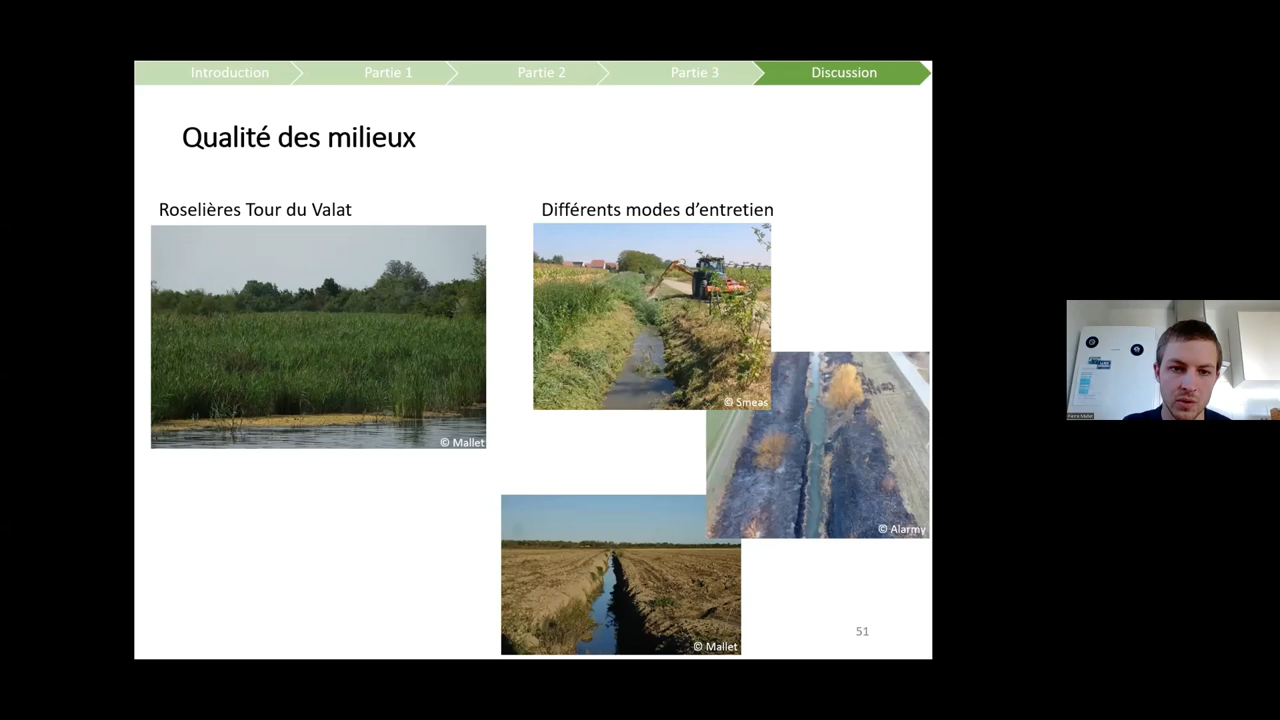 Introduction
Partie 1
Partie 2
Partie 3
Discussion
Qualité des milieux
Roselières Tour du Valat
Différents modes d’entretien
© Mallet
© Smeas
© Alarmy
© Mallet
51